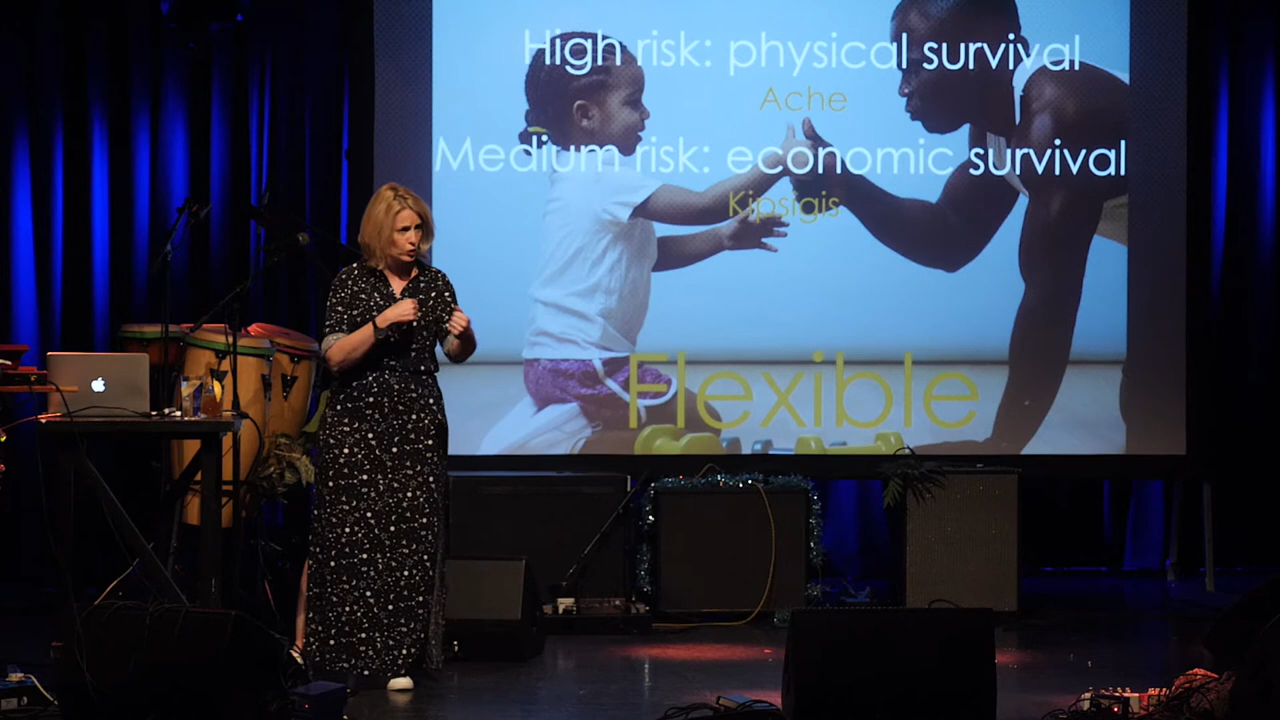 High risk: physical survival
Ache
Medium risk: economic survival
Kipsigis
Flexible